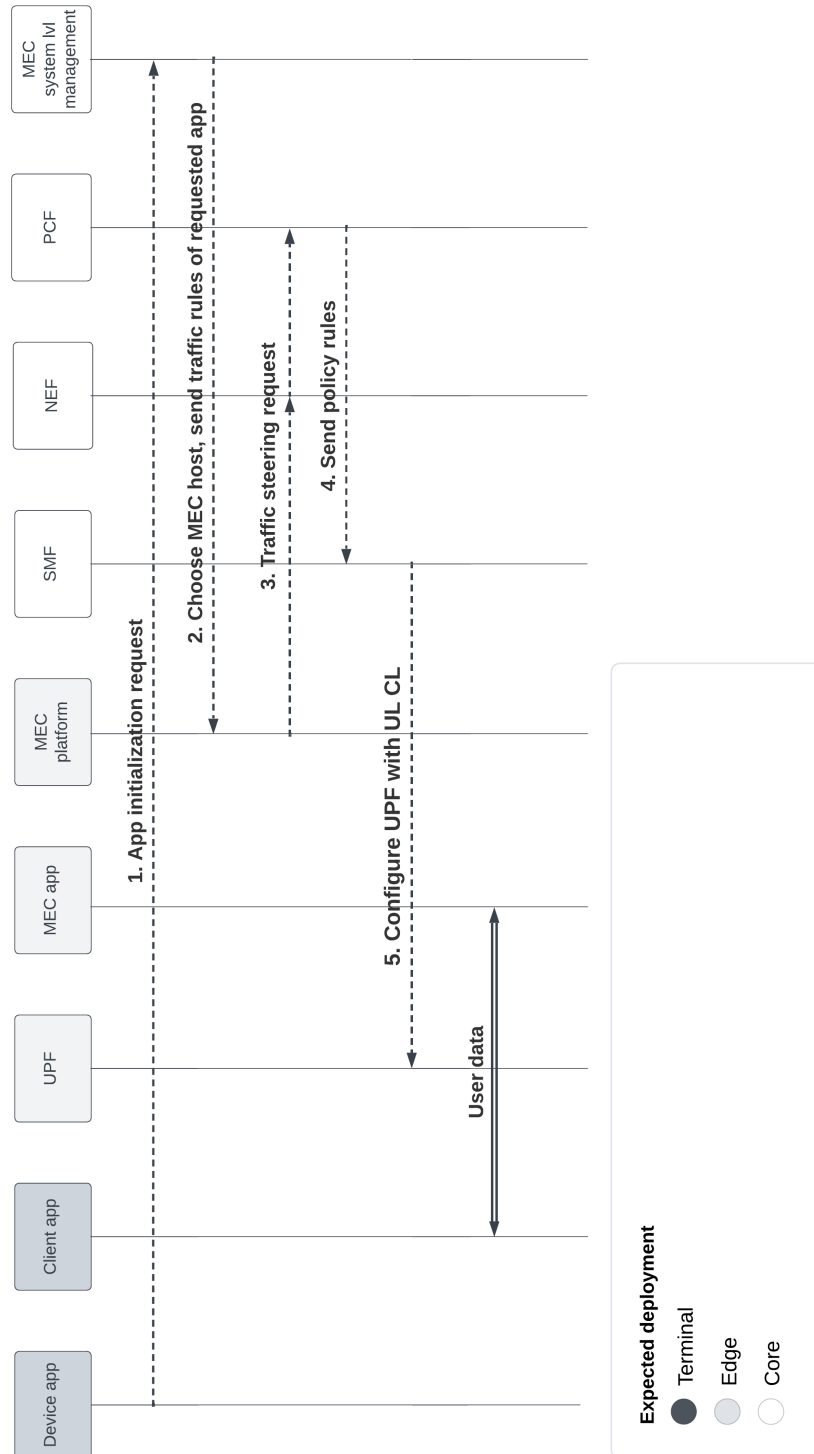 Device app
Client app
UPF
MEC app
MEC
platform
SMF
NEF
PCF
MEC
system lvl
management
1. App initialization request
2. Choose MEC host, send traffic rules of requested app
3. Traffic steering request
4. Send policy rules
5. Configure UPF with UL CL
User data
Expected deployment
Terminal
Edge
Core